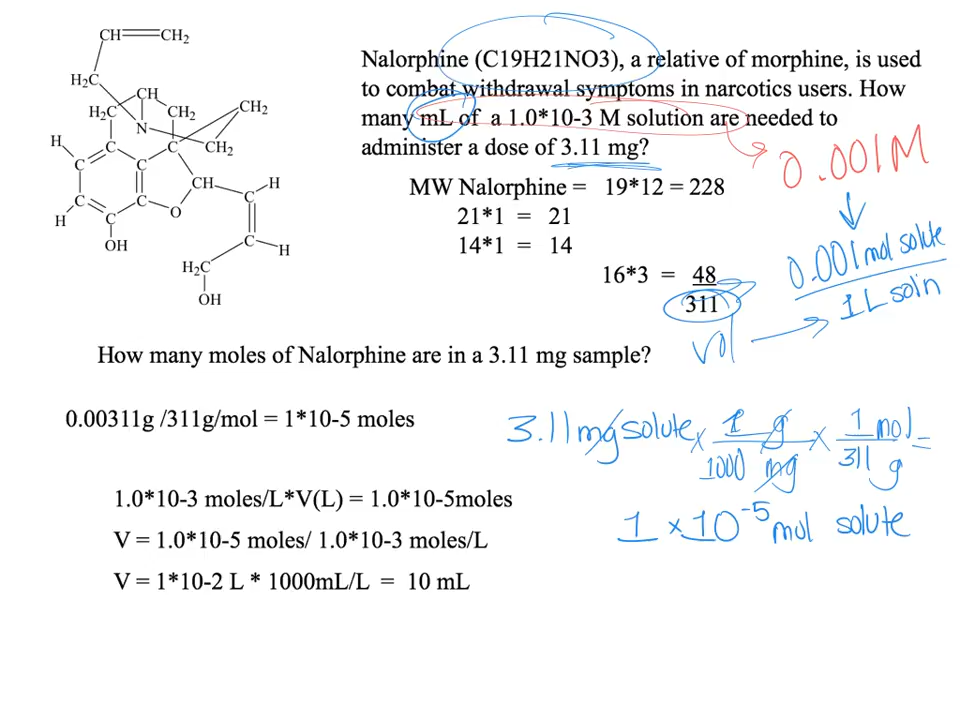 CH CH2
H2C
CH
H2C CH2 CH2
N
H C C CH2
C C
CH H
C C C
H C O
OH C H
H2C
OH
Nalorphine (C19H21NO3), a relative of morphine, is used
to combat withdrawal symptoms in narcotics users. How
many mL of a 1.0*10-3 M solution are needed to
administer a dose of 3.11 mg?
0.001M
MW Nalorphine = 19*12 = 228
21*1 = 21
14*1 = 14
16*3 = 48
311
0.001 mol solute
1 L soln
vol
How many moles of Nalorphine are in a 3.11 mg sample?
0.00311g /311g/mol = 1*10-5 moles
3.11 mg solute x 1 g x 1 mol =
1000 mg 311 g
1 x 10-5 mol solute
1.0*10-3 moles/L*V(L) = 1.0*10-5moles
V = 1.0*10-5 moles/ 1.0*10-3 moles/L
V = 1*10-2 L * 1000mL/L = 10 mL